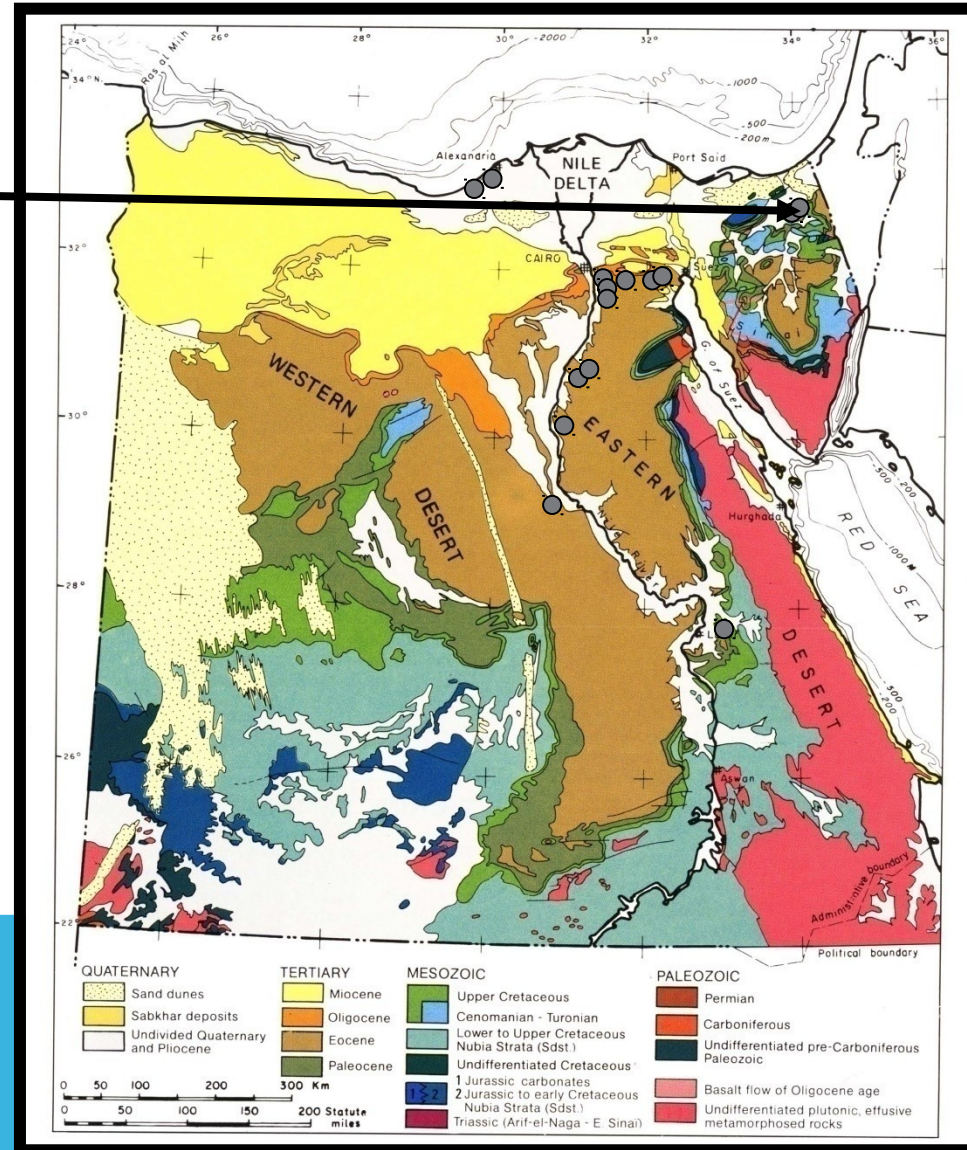 24° 26° 28° 30° -2000 32° 34° 36°
Ras al Milh
34° N.
-1000
-500
-200m
Alexandria
NILE
DELTA
Port Said
32°
CAIRO
Suez
Sinai
G. of Suez
WESTERN
DESERT
30°
EASTERN
DESERT
Hurghada
-500
-200
-1000M
RED SEA
28°
River
500
200
26°
Aswan
Administrative boundary
22°
Political boundary
QUATERNARY
Sand dunes
Sabkhar deposits
Undivided Quaternary
and Pliocene
TERTIARY
Miocene
Oligocene
Eocene
Paleocene
MESOZOIC
Upper Cretaceous
Cenomanian - Turonian
Lower to Upper Cretaceous
Nubia Strata (Sdst.)
Undifferentiated Cretaceous
1 2
1 Jurassic carbonates
2 Jurassic to early Cretaceous
Nubia Strata (Sdst.)
Triassic (Arif-el-Naga - E. Sinai)
PALEOZOIC
Permian
Carboniferous
Undifferentiated pre-Carboniferous
Paleozoic
Basalt flow of Oligocene age
Undifferentiated plutonic, effusive
metamorphosed rocks
0 50 100 200 300 Km
0 50 100 150 200 Statute
miles